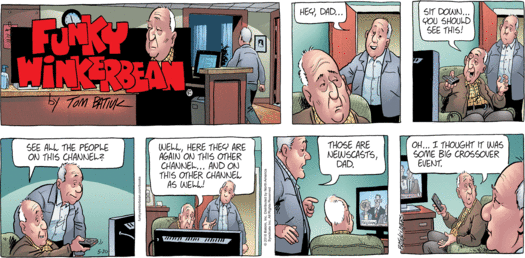 FUNKY
WINKERBEAN
by TOM BATIUK
HEY, DAD...
SIT DOWN...
YOU SHOULD
SEE THIS!
SEE ALL THE PEOPLE
ON THIS CHANNEL?
WELL, HERE THEY ARE
AGAIN ON THIS OTHER
CHANNEL... AND ON
THIS OTHER CHANNEL
AS WELL!
THOSE ARE
NEWSCASTS,
DAD.
OH... I THOUGHT IT WAS
SOME BIG CROSSOVER
EVENT.